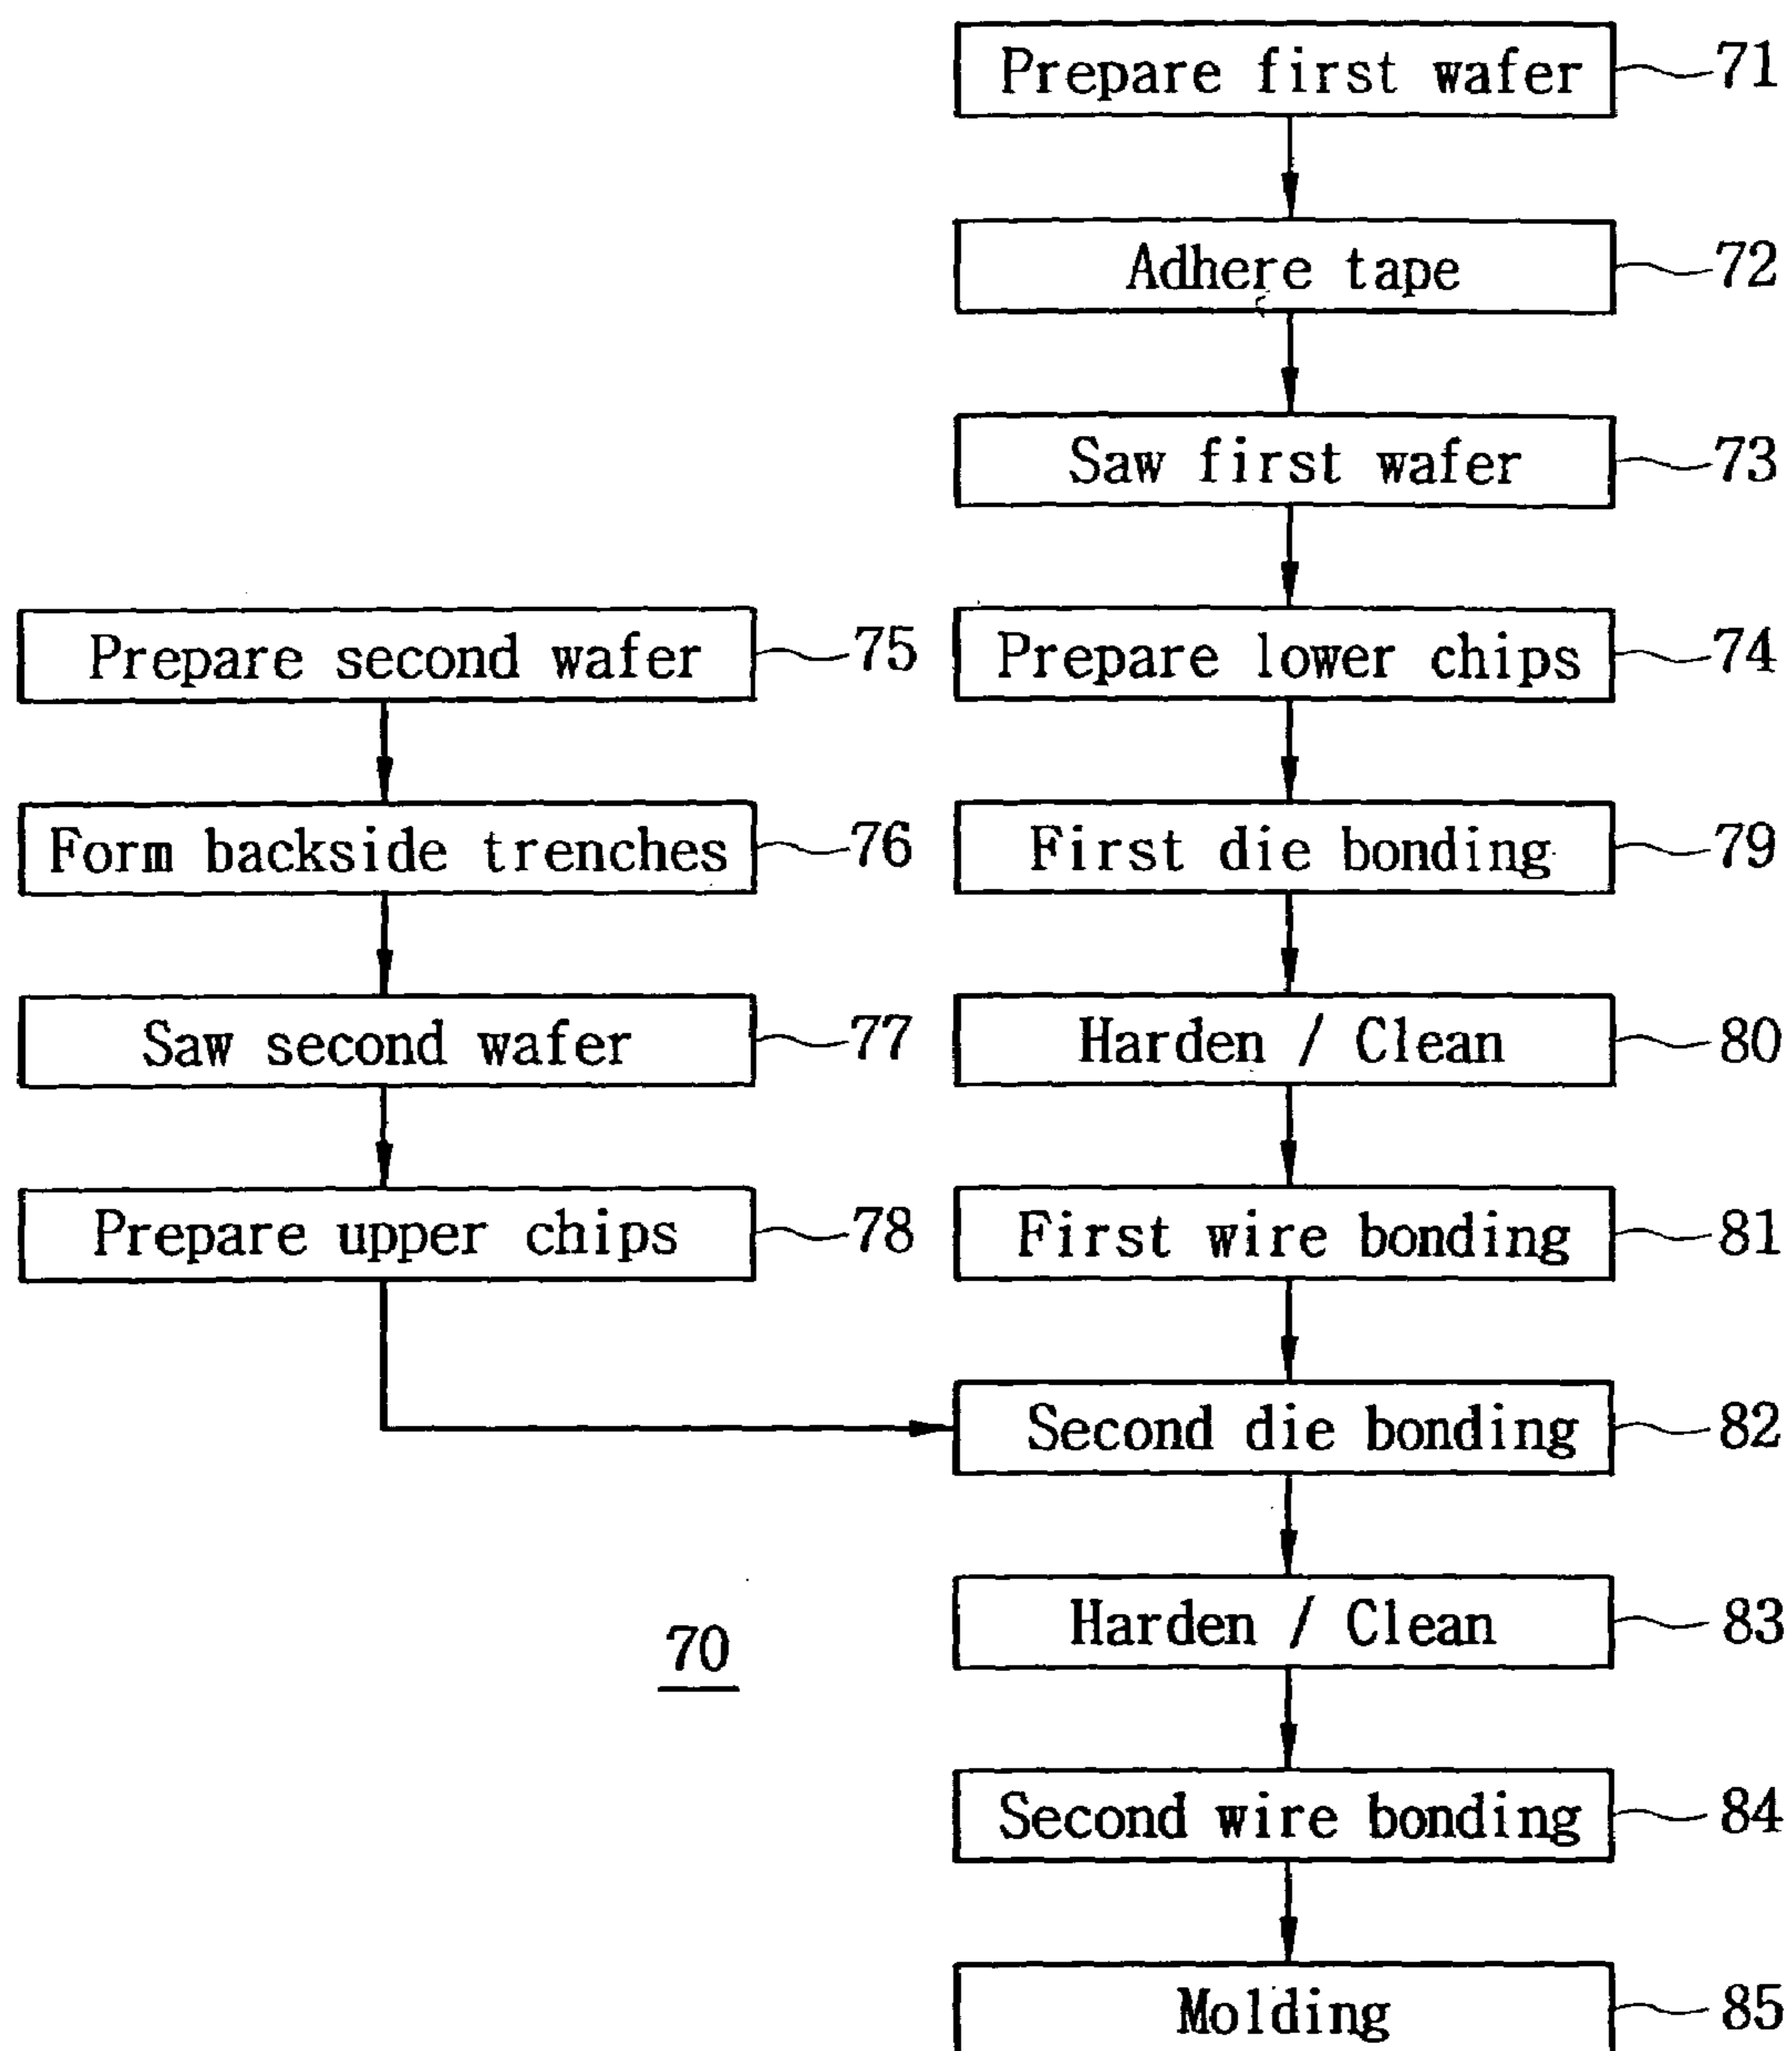 Prepare first wafer 71
Adhere tape 72
Saw first wafer 73
Prepare second wafer 75
Prepare lower chips 74
Form backside trenches 76
First die bonding 79
Saw second wafer 77
Harden / Clean 80
Prepare upper chips 78
First wire bonding 81
Second die bonding 82
Harden / Clean 83
70
Second wire bonding 84
Molding 85